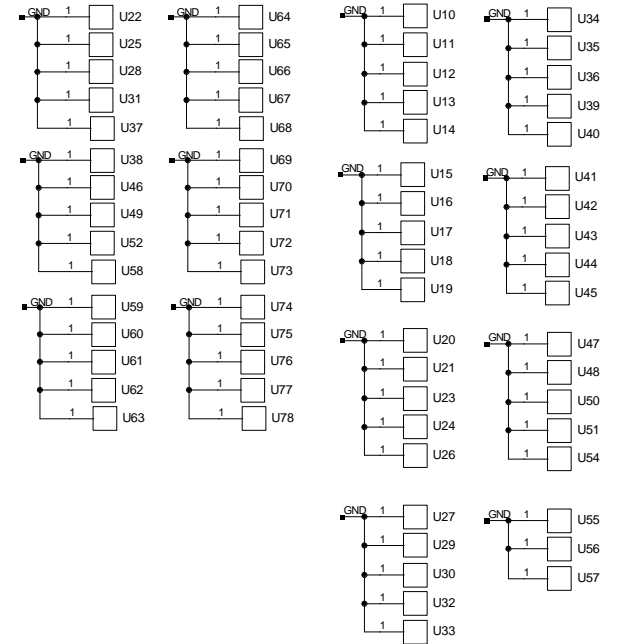 GND 1 U22
1 U25
1 U28
1 U31
1 U37
GND 1 U38
1 U46
1 U49
1 U52
1 U58
GND 1 U59
1 U60
1 U61
1 U62
1 U63
GND 1 U64
1 U65
1 U66
1 U67
1 U68
GND 1 U69
1 U70
1 U71
1 U72
1 U73
GND 1 U74
1 U75
1 U76
1 U77
1 U78
GND 1 U10
1 U11
1 U12
1 U13
1 U14
GND 1 U15
1 U16
1 U17
1 U18
1 U19
GND 1 U20
1 U21
1 U23
1 U24
1 U26
GND 1 U27
1 U29
1 U30
1 U32
1 U33
GND 1 U34
1 U35
1 U36
1 U39
1 U40
GND 1 U41
1 U42
1 U43
1 U44
1 U45
GND 1 U47
1 U48
1 U50
1 U51
1 U54
GND 1 U55
1 U56
1 U57